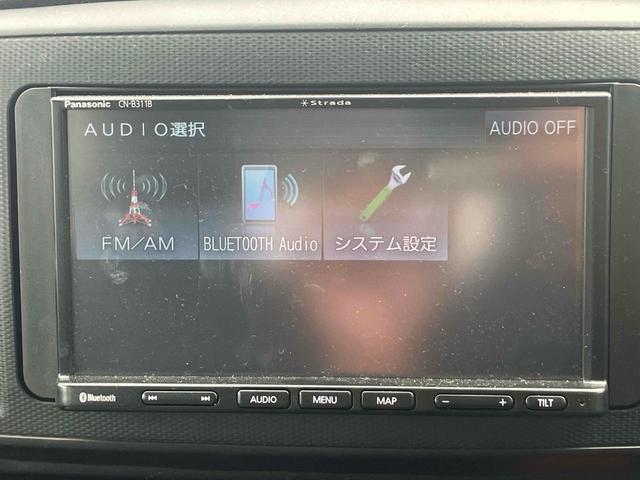 Panasonic CN-B311B Strada
AUDIO選択 AUDIO OFF
FM/AM BLUETOOTH Audio システム設定
Bluetooth AUDIO MENU MAP − + TILT